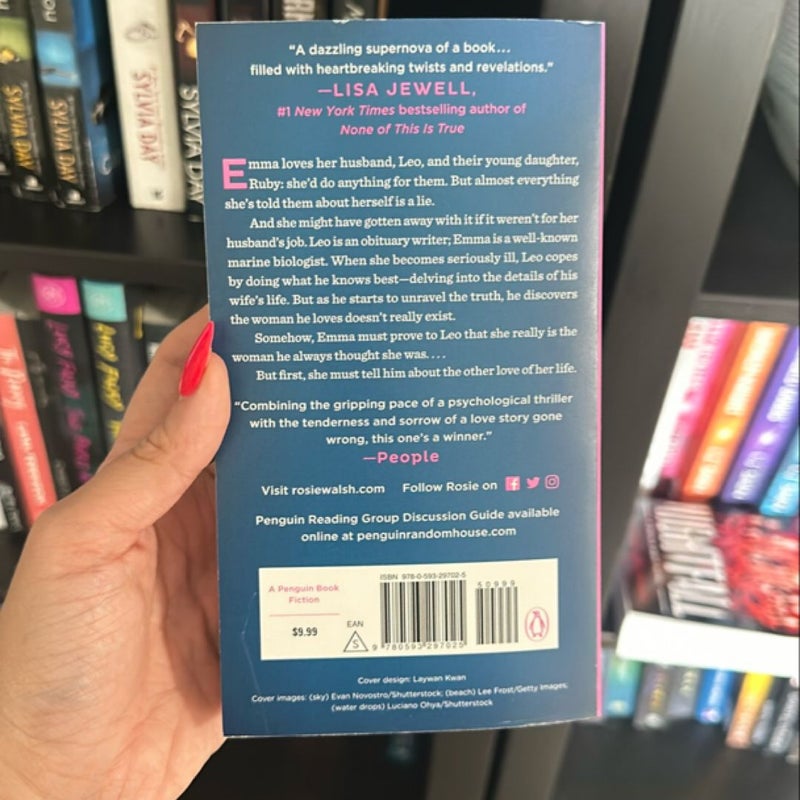 "A dazzling supernova of a book...
filled with heartbreaking twists and revelations."
—LISA JEWELL,
#1 New York Times bestselling author of
None of This Is True
Emma loves her husband, Leo, and their young daughter,
Ruby: she'd do anything for them. But almost everything
she's told them about herself is a lie.
And she might have gotten away with it if it weren't for her
husband's job. Leo is an obituary writer; Emma is a well-known
marine biologist. When she becomes seriously ill, Leo copes
by doing what he knows best—delving into the details of his
wife's life. But as he starts to unravel the truth, he discovers
the woman he loves doesn't really exist.
Somehow, Emma must prove to Leo that she really is the
woman he always thought she was....
But first, she must tell him about the other love of her life.
"Combining the gripping pace of a psychological thriller
with the tenderness and sorrow of a love story gone
wrong, this one's a winner."
—People
Visit rosiewalsh.com Follow Rosie on
Penguin Reading Group Discussion Guide available
online at penguinrandomhouse.com
A Penguin Book
Fiction
$9.99
ISBN 978-0-593-29702-5
50999
EAN
S
9 780593 297025
Cover design: Laywan Kwan
Cover images: (sky) Evan Novostro/Shutterstock; (beach) Lee Frost/Getty Images;
(water drops) Luciano Ohya/Shutterstock
SYLVIA DAY
SYLVIA DAY
SYLVIA DAY
SYLVIA DAY